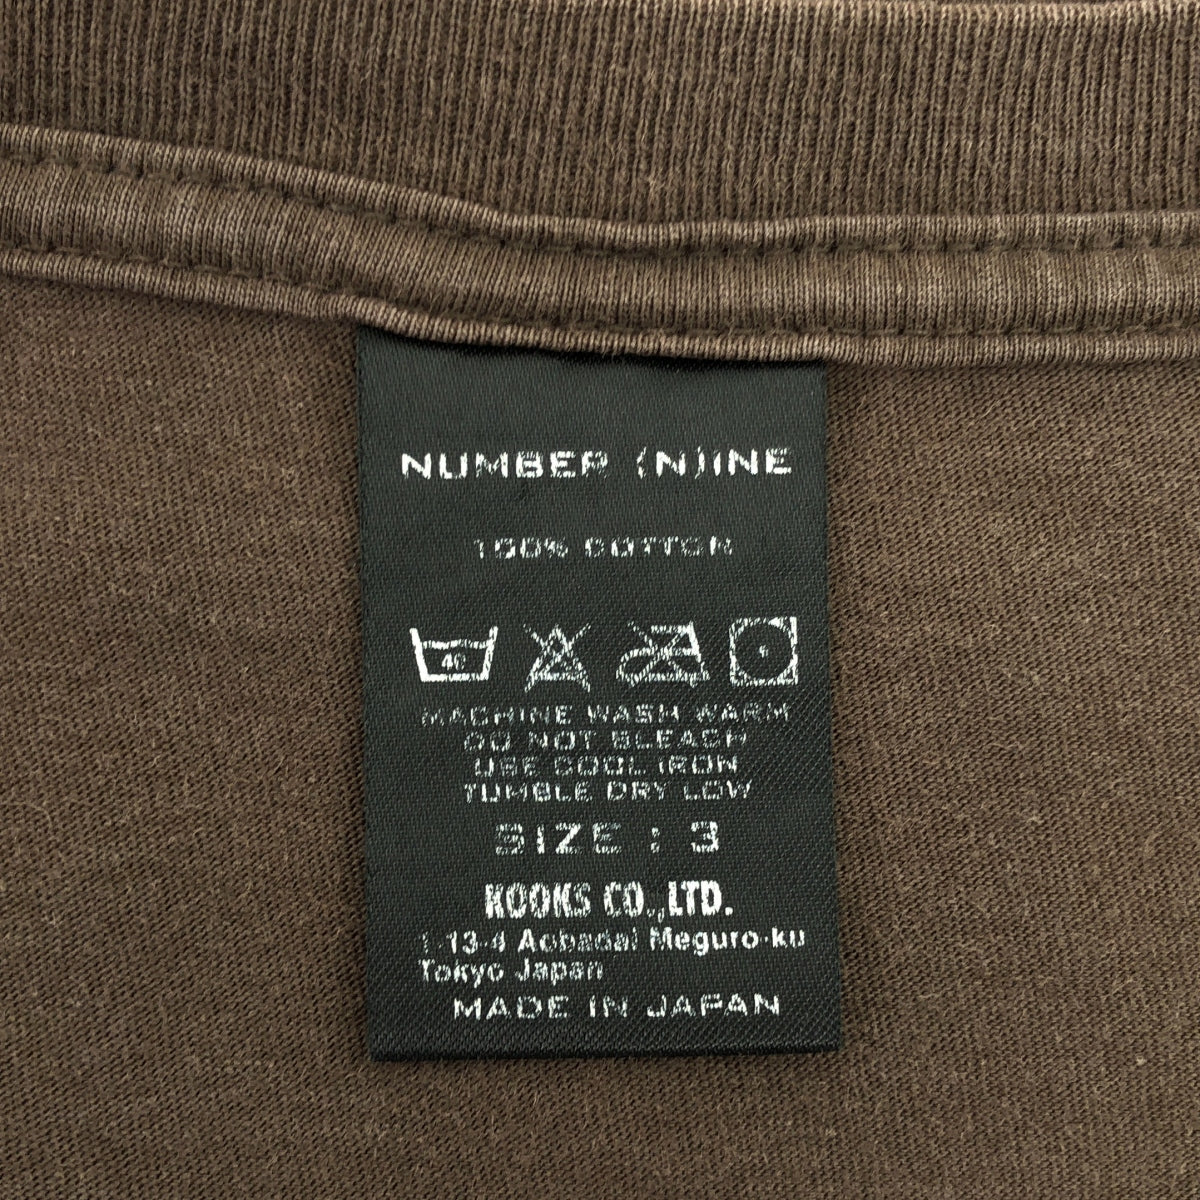 NUMBER (N)INE
100% COTTON
40
MACHINE WASH WARM
DO NOT BLEACH
USE COOL IRON
TUMBLE DRY LOW
SIZE : 3
KOOKS CO.,LTD.
1-13-4 Aobadai Meguro-ku
Tokyo Japan
MADE IN JAPAN